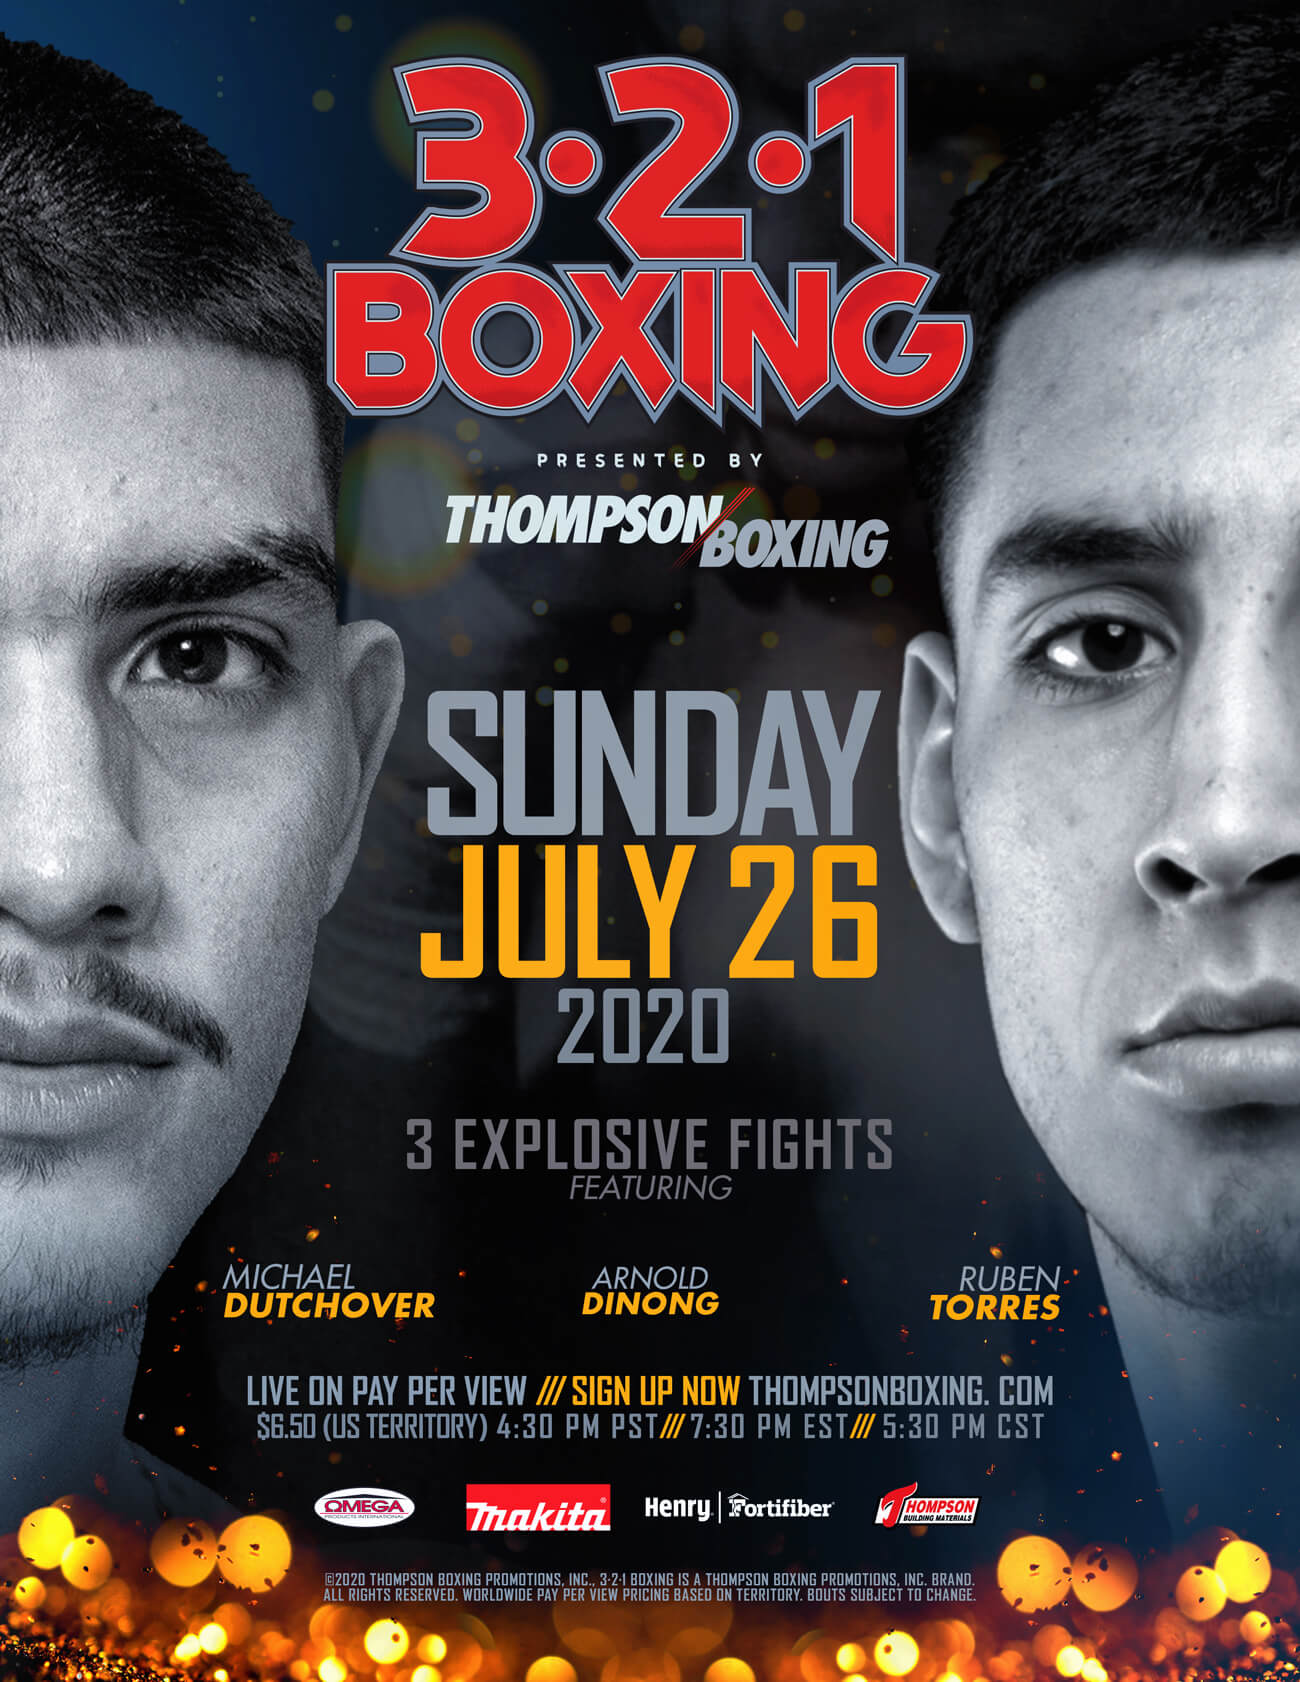 3•2•1
BOXING
PRESENTED BY
THOMPSON/BOXING
SUNDAY
JULY 26
2020
3 EXPLOSIVE FIGHTS
FEATURING
MICHAEL
DUTCHOVER
ARNOLD
DINONG
RUBEN
TORRES
LIVE ON PAY PER VIEW /// SIGN UP NOW THOMPSONBOXING. COM
$6.50 (US TERRITORY) 4:30 PM PST /// 7:30 PM EST /// 5:30 PM CST
OMEGA
PRODUCTS INTERNATIONAL
makita
Henry | Fortifiber
THOMPSON
BUILDING MATERIALS
©2020 THOMPSON BOXING PROMOTIONS, INC., 3•2•1 BOXING IS A THOMPSON BOXING PROMOTIONS, INC. BRAND.
ALL RIGHTS RESERVED. WORLDWIDE PAY PER VIEW PRICING BASED ON TERRITORY. BOUTS SUBJECT TO CHANGE.